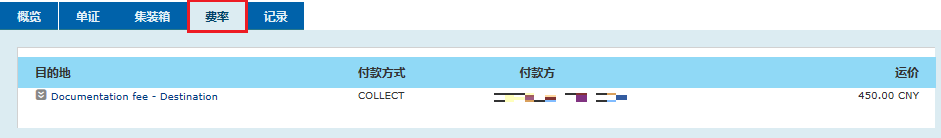 概览 单证 集装箱 费率 记录
目的地 付款方式 付款方 运价
Documentation fee - Destination COLLECT 450.00 CNY